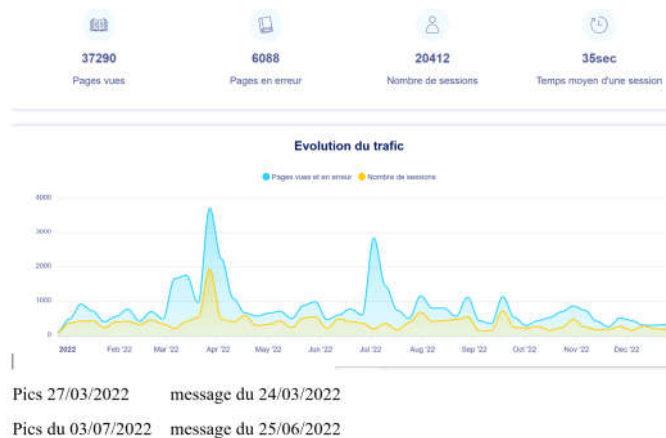 37290
6088
20412
35sec
Pages vues
Pages en erreur
Nombre de sessions
Temps moyen d'une session
Evolution du trafic
Pages vues et en erreur
Nombre de sessions
4000
3000
2000
1000
0
2022
Feb '22
Mar '22
Apr '22
May '22
Jun '22
Jul '22
Aug '22
Sep '22
Oct '22
Nov '22
Dec '22
Pics 27/03/2022 message du 24/03/2022
Pics du 03/07/2022 message du 25/06/2022